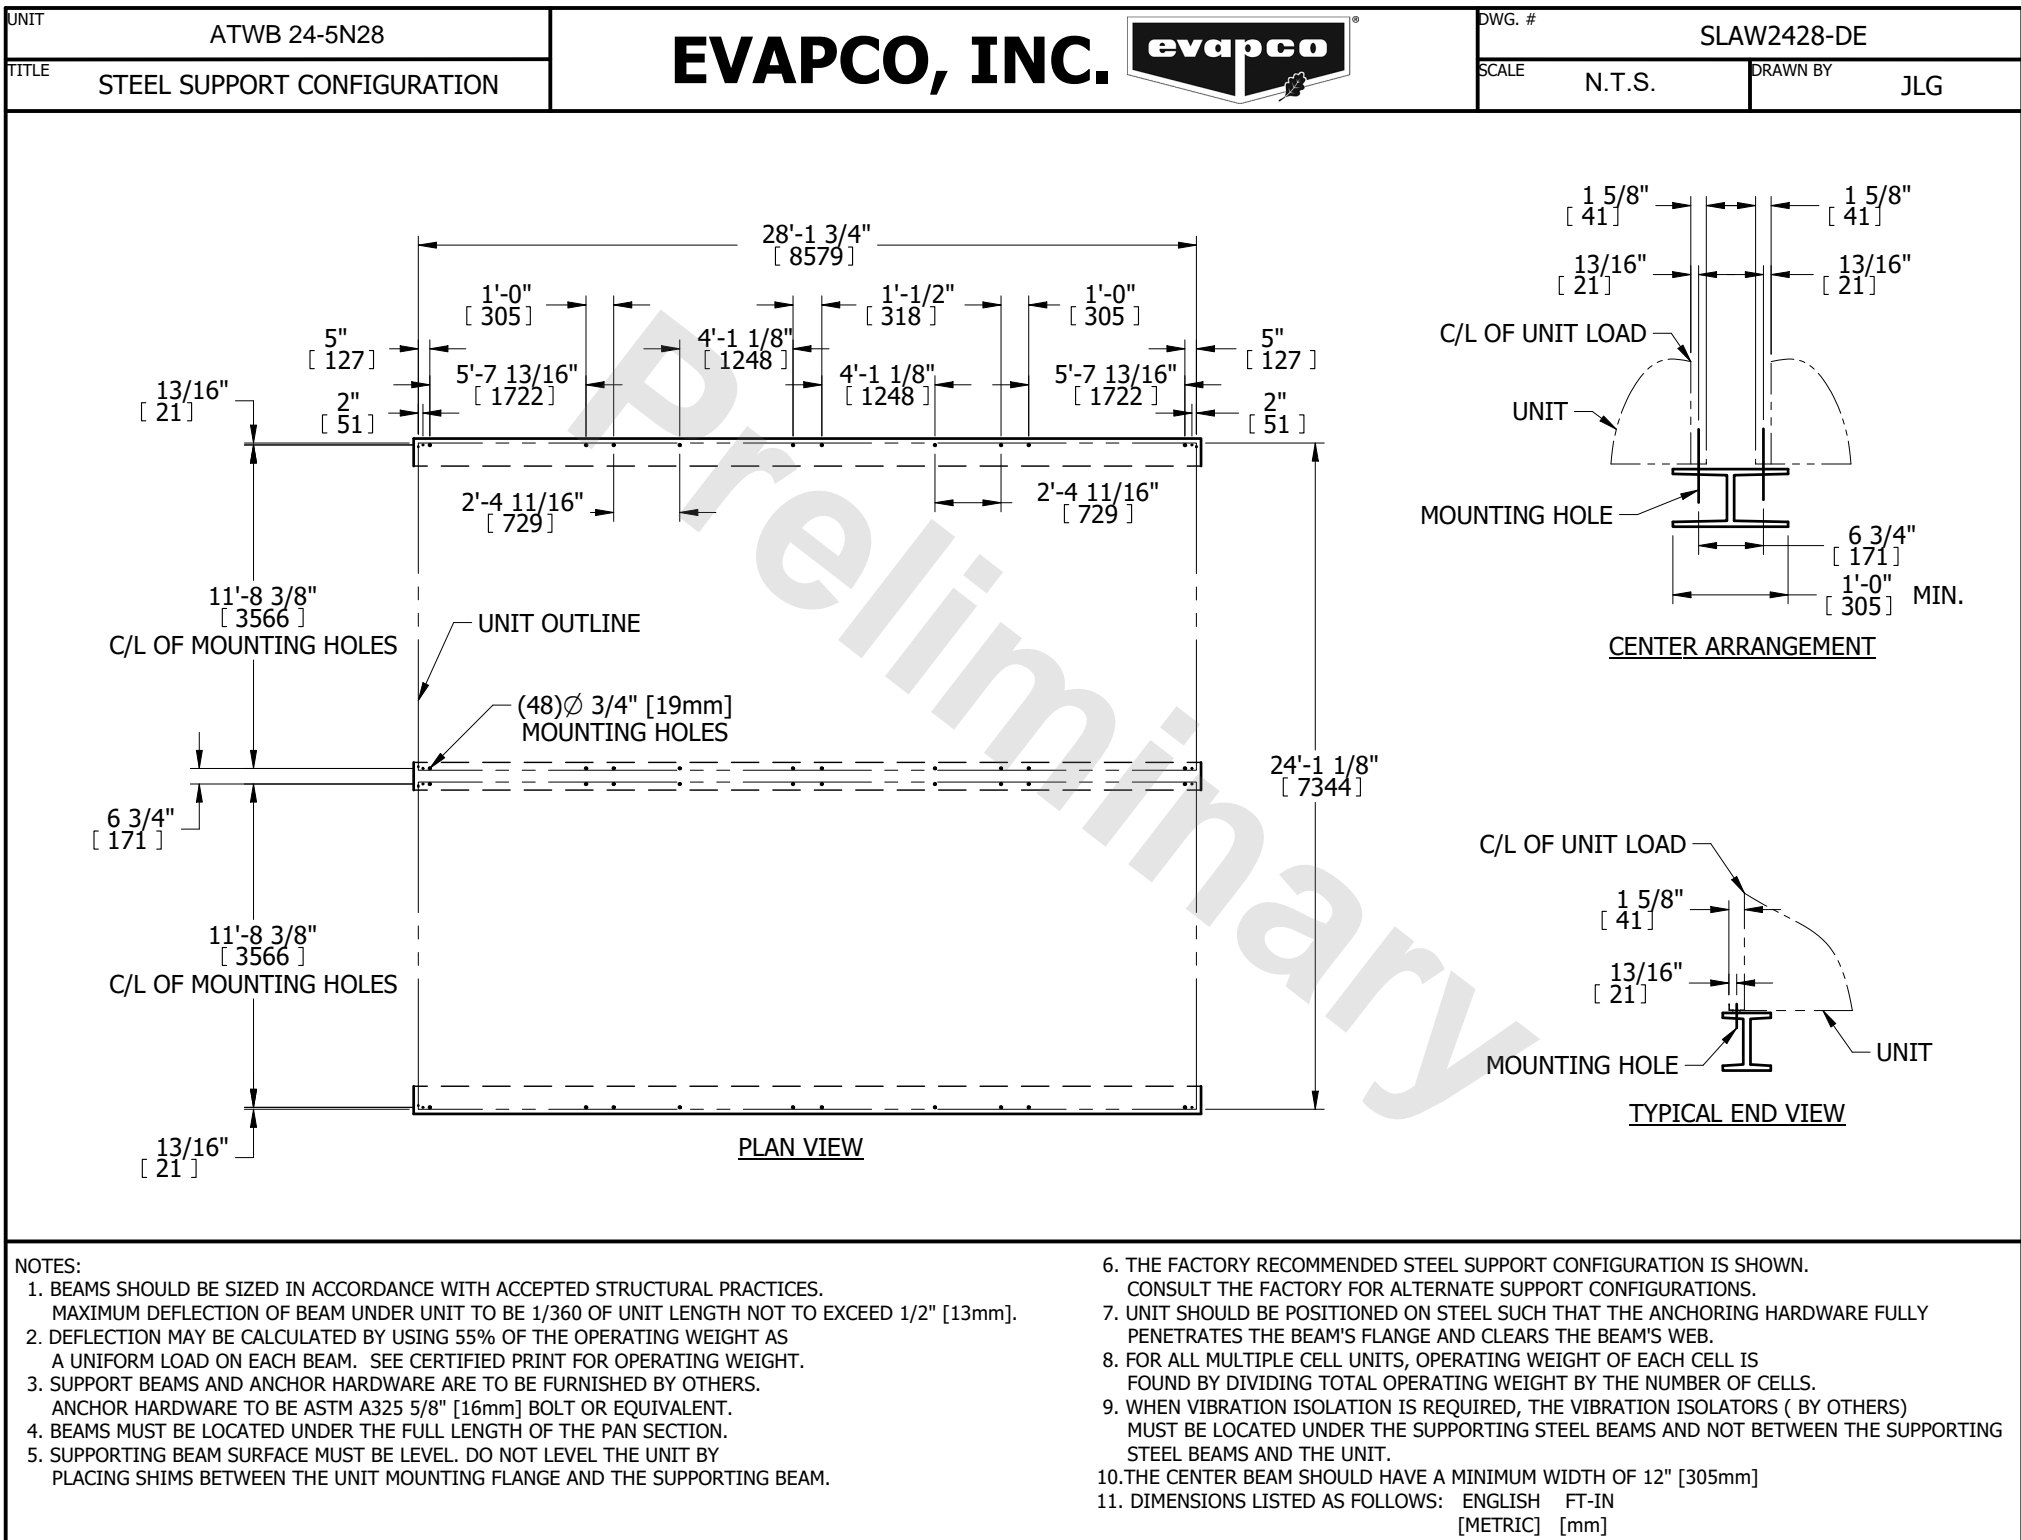 UNIT
ATWB 24-5N28
TITLE
STEEL SUPPORT CONFIGURATION
EVAPCO, INC.
evapco
®
DWG. #
SLAW2428-DE
SCALE
N.T.S.
DRAWN BY
JLG
28'-1 3/4"
[ 8579 ]
1'-0"
[ 305 ]
1'-1/2"
[ 318 ]
1'-0"
[ 305 ]
5"
[ 127 ]
4'-1 1/8"
[ 1248 ]
5"
[ 127 ]
5'-7 13/16"
[ 1722 ]
4'-1 1/8"
[ 1248 ]
5'-7 13/16"
[ 1722 ]
13/16"
[ 21 ]
2"
[ 51 ]
2"
[ 51 ]
2'-4 11/16"
[ 729 ]
2'-4 11/16"
[ 729 ]
11'-8 3/8"
[ 3566 ]
C/L OF MOUNTING HOLES
UNIT OUTLINE
(48)Ø 3/4" [19mm]
MOUNTING HOLES
6 3/4"
[ 171 ]
24'-1 1/8"
[ 7344 ]
11'-8 3/8"
[ 3566 ]
C/L OF MOUNTING HOLES
13/16"
[ 21 ]
PLAN VIEW
Preliminary
1 5/8"
[ 41 ]
1 5/8"
[ 41 ]
13/16"
[ 21 ]
13/16"
[ 21 ]
C/L OF UNIT LOAD
UNIT
MOUNTING HOLE
6 3/4"
[ 171 ]
1'-0"
[ 305 ] MIN.
CENTER ARRANGEMENT
C/L OF UNIT LOAD
1 5/8"
[ 41 ]
13/16"
[ 21 ]
MOUNTING HOLE
UNIT
TYPICAL END VIEW
NOTES:
1. BEAMS SHOULD BE SIZED IN ACCORDANCE WITH ACCEPTED STRUCTURAL PRACTICES.
MAXIMUM DEFLECTION OF BEAM UNDER UNIT TO BE 1/360 OF UNIT LENGTH NOT TO EXCEED 1/2" [13mm].
2. DEFLECTION MAY BE CALCULATED BY USING 55% OF THE OPERATING WEIGHT AS
A UNIFORM LOAD ON EACH BEAM. SEE CERTIFIED PRINT FOR OPERATING WEIGHT.
3. SUPPORT BEAMS AND ANCHOR HARDWARE ARE TO BE FURNISHED BY OTHERS.
ANCHOR HARDWARE TO BE ASTM A325 5/8" [16mm] BOLT OR EQUIVALENT.
4. BEAMS MUST BE LOCATED UNDER THE FULL LENGTH OF THE PAN SECTION.
5. SUPPORTING BEAM SURFACE MUST BE LEVEL. DO NOT LEVEL THE UNIT BY
PLACING SHIMS BETWEEN THE UNIT MOUNTING FLANGE AND THE SUPPORTING BEAM.
6. THE FACTORY RECOMMENDED STEEL SUPPORT CONFIGURATION IS SHOWN.
CONSULT THE FACTORY FOR ALTERNATE SUPPORT CONFIGURATIONS.
7. UNIT SHOULD BE POSITIONED ON STEEL SUCH THAT THE ANCHORING HARDWARE FULLY
PENETRATES THE BEAM'S FLANGE AND CLEARS THE BEAM'S WEB.
8. FOR ALL MULTIPLE CELL UNITS, OPERATING WEIGHT OF EACH CELL IS
FOUND BY DIVIDING TOTAL OPERATING WEIGHT BY THE NUMBER OF CELLS.
9. WHEN VIBRATION ISOLATION IS REQUIRED, THE VIBRATION ISOLATORS ( BY OTHERS)
MUST BE LOCATED UNDER THE SUPPORTING STEEL BEAMS AND NOT BETWEEN THE SUPPORTING
STEEL BEAMS AND THE UNIT.
10.THE CENTER BEAM SHOULD HAVE A MINIMUM WIDTH OF 12" [305mm]
11. DIMENSIONS LISTED AS FOLLOWS: ENGLISH FT-IN
[METRIC] [mm]